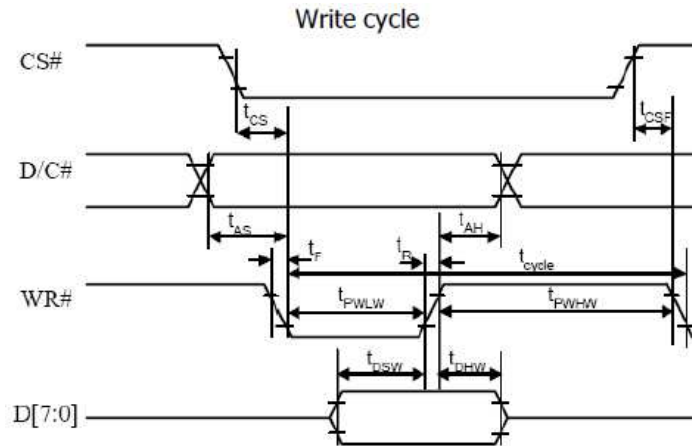 Write cycle
CS#
tCS
tCSF
D/C#
tAS
tAH
tF
tR
tcycle
WR#
tPWLW
tPWHW
tDSW
tDHW
D[7:0]